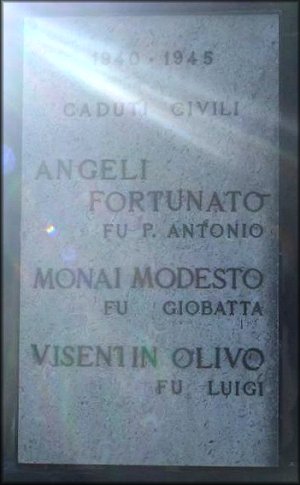 1940 - 1945
CADUTI CIVILI
ANGELI
FORTUNATO
FU P. ANTONIO
MONAI MODESTO
FU GIOBATTA
VISENTIN OLIVO
FU LUIGI